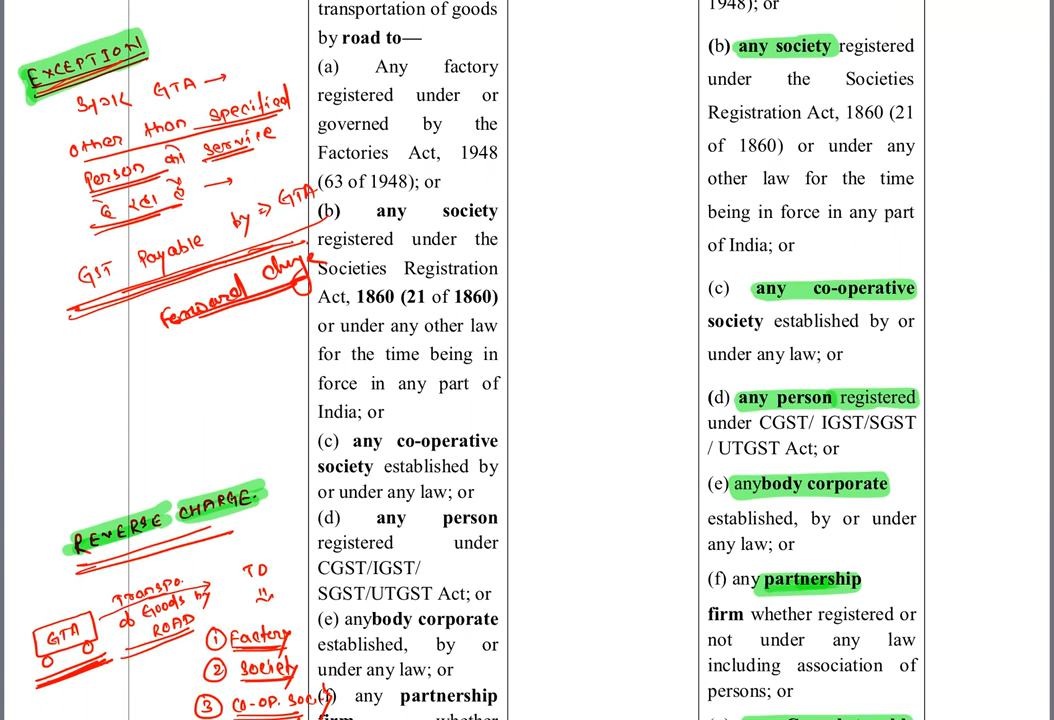 EXCEPTION
अगर GTA →
other than specified
person को service
दे रहा है →
GST Payable by ⇒ GTA
Forward charge
REVERSE CHARGE.
Transpo.
of Goods by
ROAD
GTA
TO
① Factory
② Society
③ CO-OP. Soci
transportation of goods
by road to—
(a) Any factory
registered under or
governed by the
Factories Act, 1948
(63 of 1948); or
(b) any society
registered under the
Societies Registration
Act, 1860 (21 of 1860)
or under any other law
for the time being in
force in any part of
India; or
(c) any co-operative
society established by
or under any law; or
(d) any person
registered under
CGST/IGST/
SGST/UTGST Act; or
(e) anybody corporate
established, by or
under any law; or
(f) any partnership
firm whether
1948); or
(b) any society registered
under the Societies
Registration Act, 1860 (21
of 1860) or under any
other law for the time
being in force in any part
of India; or
(c) any co-operative
society established by or
under any law; or
(d) any person registered
under CGST/ IGST/SGST
/ UTGST Act; or
(e) anybody corporate
established, by or under
any law; or
(f) any partnership
firm whether registered or
not under any law
including association of
persons; or